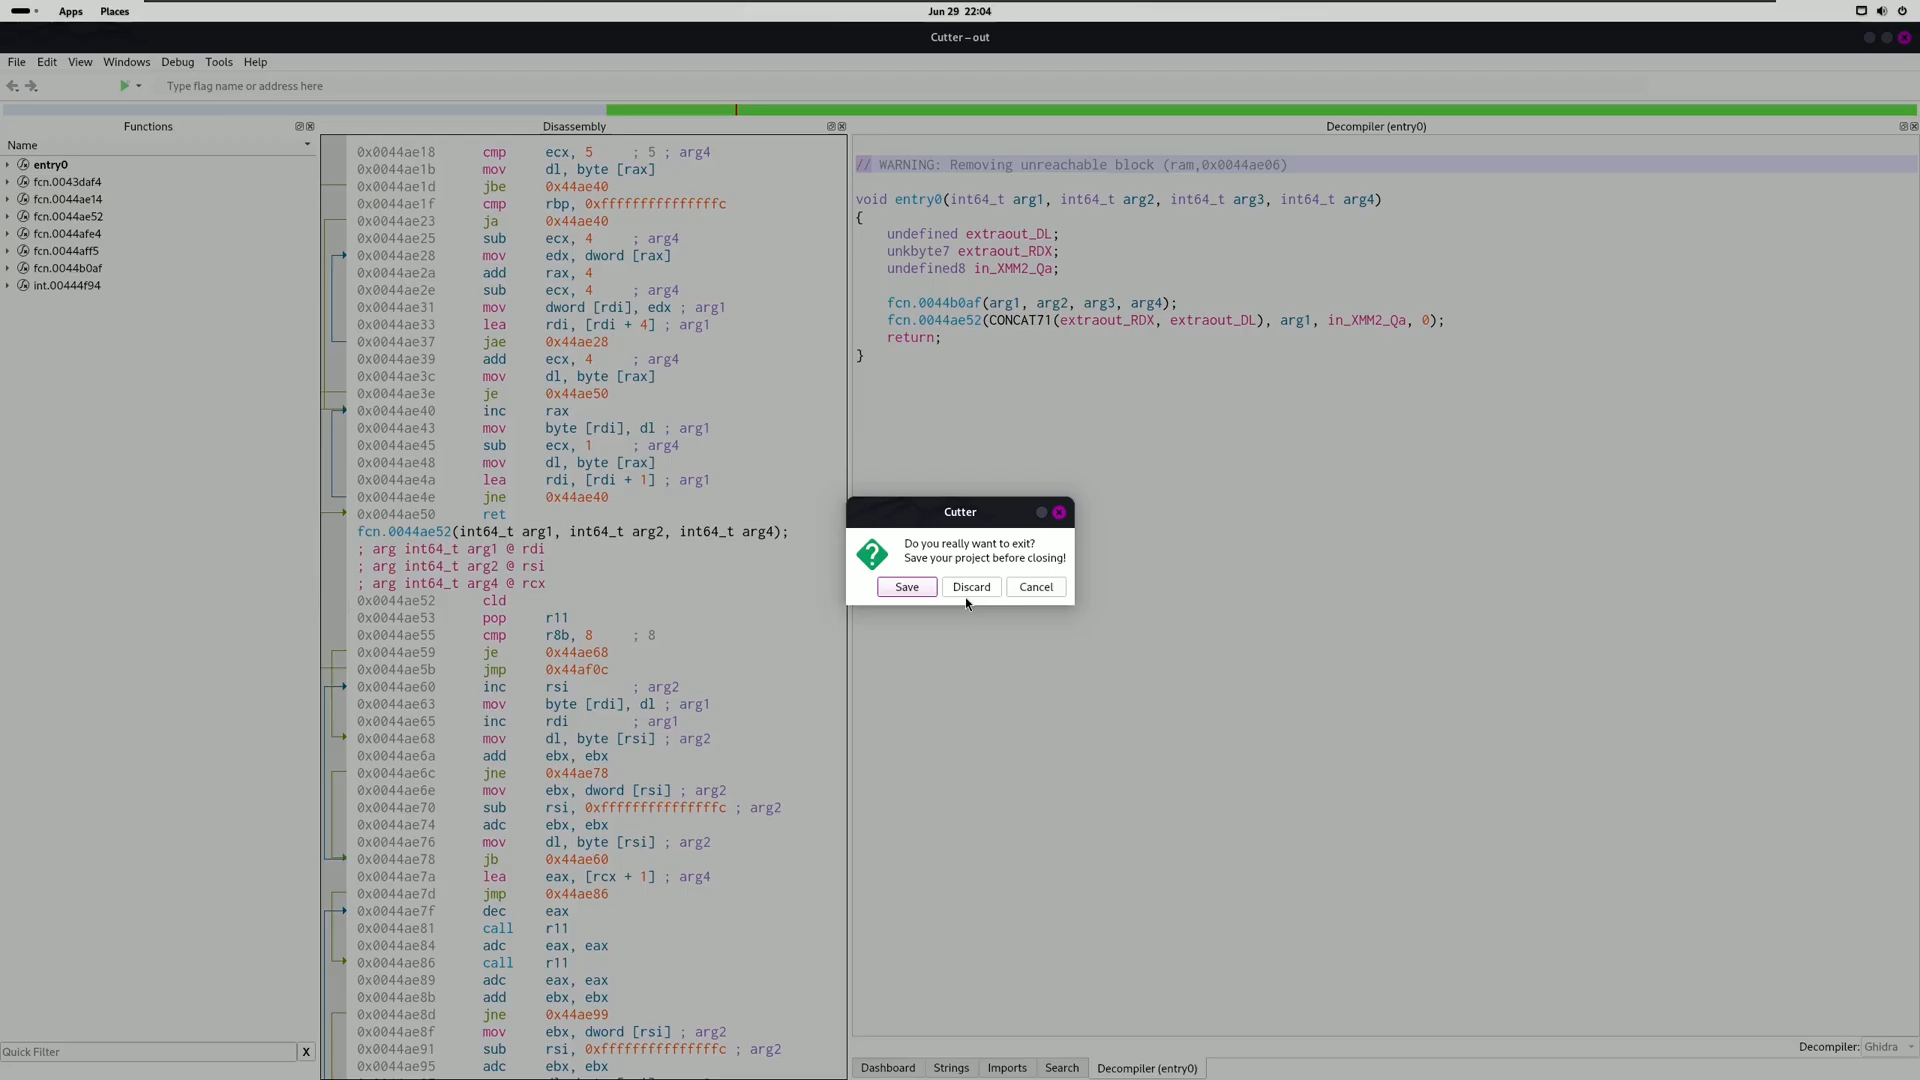 Apps Places Jun 29 22:04
Cutter – out
File Edit View Windows Debug Tools Help
Type flag name or address here
Functions
Name
entry0
fcn.0043daf4
fcn.0044ae14
fcn.0044ae52
fcn.0044afe4
fcn.0044aff5
fcn.0044b0af
int.00444f94
Quick Filter X
Disassembly
0x0044ae18 cmp ecx, 5 ; 5 ; arg4
0x0044ae1b mov dl, byte [rax]
0x0044ae1d jbe 0x44ae40
0x0044ae1f cmp rbp, 0xfffffffffffffffc
0x0044ae23 ja 0x44ae40
0x0044ae25 sub ecx, 4 ; arg4
0x0044ae28 mov edx, dword [rax]
0x0044ae2a add rax, 4
0x0044ae2e sub ecx, 4 ; arg4
0x0044ae31 mov dword [rdi], edx ; arg1
0x0044ae33 lea rdi, [rdi + 4] ; arg1
0x0044ae37 jae 0x44ae28
0x0044ae39 add ecx, 4 ; arg4
0x0044ae3c mov dl, byte [rax]
0x0044ae3e je 0x44ae50
0x0044ae40 inc rax
0x0044ae43 mov byte [rdi], dl ; arg1
0x0044ae45 sub ecx, 1 ; arg4
0x0044ae48 mov dl, byte [rax]
0x0044ae4a lea rdi, [rdi + 1] ; arg1
0x0044ae4e jne 0x44ae40
0x0044ae50 ret
fcn.0044ae52(int64_t arg1, int64_t arg2, int64_t arg4);
; arg int64_t arg1 @ rdi
; arg int64_t arg2 @ rsi
; arg int64_t arg4 @ rcx
0x0044ae52 cld
0x0044ae53 pop r11
0x0044ae55 cmp r8b, 8 ; 8
0x0044ae59 je 0x44ae68
0x0044ae5b jmp 0x44af0c
0x0044ae60 inc rsi ; arg2
0x0044ae63 mov byte [rdi], dl ; arg1
0x0044ae65 inc rdi ; arg1
0x0044ae68 mov dl, byte [rsi] ; arg2
0x0044ae6a add ebx, ebx
0x0044ae6c jne 0x44ae78
0x0044ae6e mov ebx, dword [rsi] ; arg2
0x0044ae70 sub rsi, 0xfffffffffffffffc ; arg2
0x0044ae74 adc ebx, ebx
0x0044ae76 mov dl, byte [rsi] ; arg2
0x0044ae78 jb 0x44ae60
0x0044ae7a lea eax, [rcx + 1] ; arg4
0x0044ae7d jmp 0x44ae86
0x0044ae7f dec eax
0x0044ae81 call r11
0x0044ae84 adc eax, eax
0x0044ae86 call r11
0x0044ae89 adc eax, eax
0x0044ae8b add ebx, ebx
0x0044ae8d jne 0x44ae99
0x0044ae8f mov ebx, dword [rsi] ; arg2
0x0044ae91 sub rsi, 0xfffffffffffffffc ; arg2
0x0044ae95 adc ebx, ebx
Decompiler (entry0)
// WARNING: Removing unreachable block (ram,0x0044ae06)
void entry0(int64_t arg1, int64_t arg2, int64_t arg3, int64_t arg4)
{
undefined extraout_DL;
unkbyte7 extraout_RDX;
undefined8 in_XMM2_Qa;
fcn.0044b0af(arg1, arg2, arg3, arg4);
fcn.0044ae52(CONCAT71(extraout_RDX, extraout_DL), arg1, in_XMM2_Qa, 0);
return;
}
Cutter
Do you really want to exit?
Save your project before closing!
Save Discard Cancel
Decompiler: Ghidra
Dashboard Strings Imports Search Decompiler (entry0)